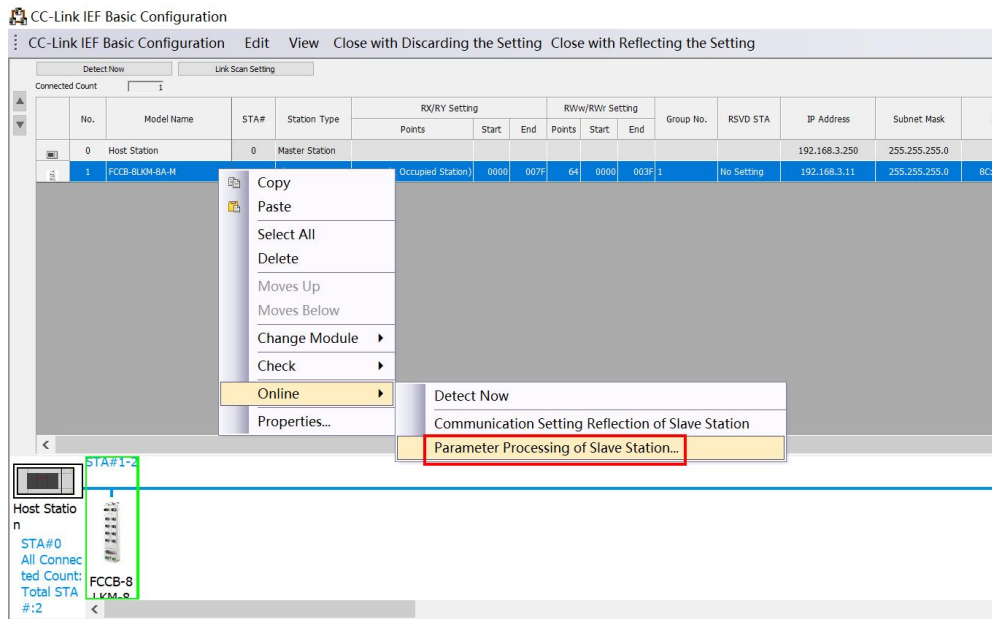 CC-Link IEF Basic Configuration
CC-Link IEF Basic Configuration Edit View Close with Discarding the Setting Close with Reflecting the Setting
Detect Now Link Scan Setting
Connected Count 1
No. Model Name STA# Station Type RX/RY Setting RWw/RWr Setting Group No. RSVD STA IP Address Subnet Mask
Points Start End Points Start End
0 Host Station 0 Master Station 192.168.3.250 255.255.255.0
1 FCCB-8LKM-8A-M Occupied Station) 0000 007F 64 0000 003F 1 No Setting 192.168.3.11 255.255.255.0 8C:
Copy
Paste
Select All
Delete
Moves Up
Moves Below
Change Module
Check
Online
Properties...
Detect Now
Communication Setting Reflection of Slave Station
Parameter Processing of Slave Station...
STA#1-2
Host Statio
n
STA#0
All Connec
ted Count:
Total STA
#:2
FCCB-8
LKM-8